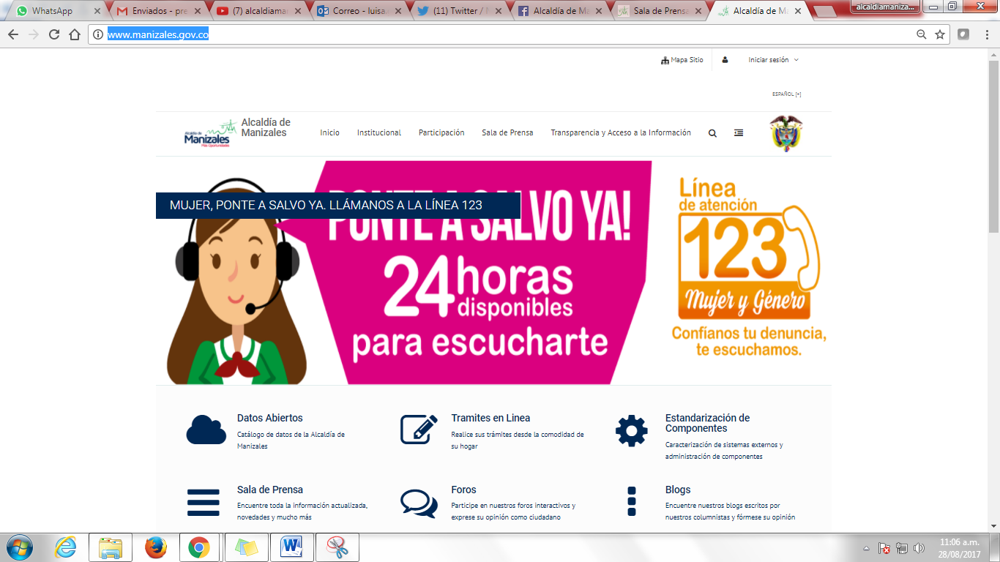 WhatsApp
Enviados - pre
(7) alcaldiamar
Correo - luisa.
(11) Twitter / N
Alcaldía de Ma
Sala de Prensa
Alcaldía de Ma
alcaldiamaniza...
www.manizales.gov.co
Mapa Sitio
Iniciar sesión
ESPAÑOL [+]
Alcaldía de
Manizales
Más Oportunidades
Alcaldía de
Manizales
Inicio
Institucional
Participación
Sala de Prensa
Transparencia y Acceso a la Información
MUJER, PONTE A SALVO YA. LLÁMANOS A LA LÍNEA 123
PONTE A SALVO YA!
24 horas
disponibles
para escucharte
Línea
de atención
123
Mujer y Género
Confíanos tu denuncia,
te escuchamos.
Datos Abiertos
Catálogo de datos de la Alcaldía de
Manizales
Tramites en Linea
Realice sus trámites desde la comodidad de
su hogar
Estandarización de
Componentes
Caracterización de sistemas externos y
administración de componentes
Sala de Prensa
Encuentre toda la información actualizada,
novedades y mucho más
Foros
Participe en nuestros foros interactivos y
exprese su opinión como ciudadano
Blogs
Encuentre nuestros blogs escritos por
nuestros columnistas y fórmese su opinión
11:06 a.m.
28/08/2017